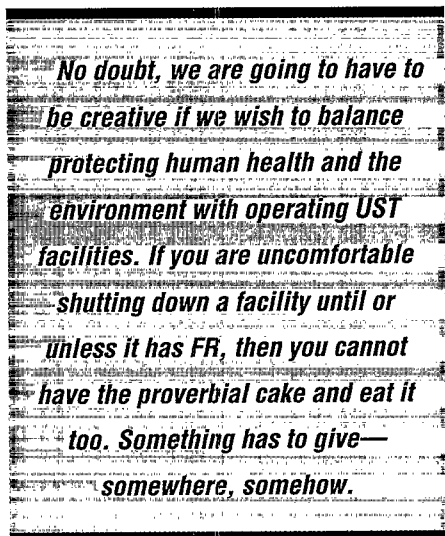 No doubt, we are going to have to
be creative if we wish to balance
protecting human health and the
environment with operating UST
facilities. If you are uncomfortable
shutting down a facility until or
unless it has FR, then you cannot
have the proverbial cake and eat it
too. Something has to give—
somewhere, somehow.